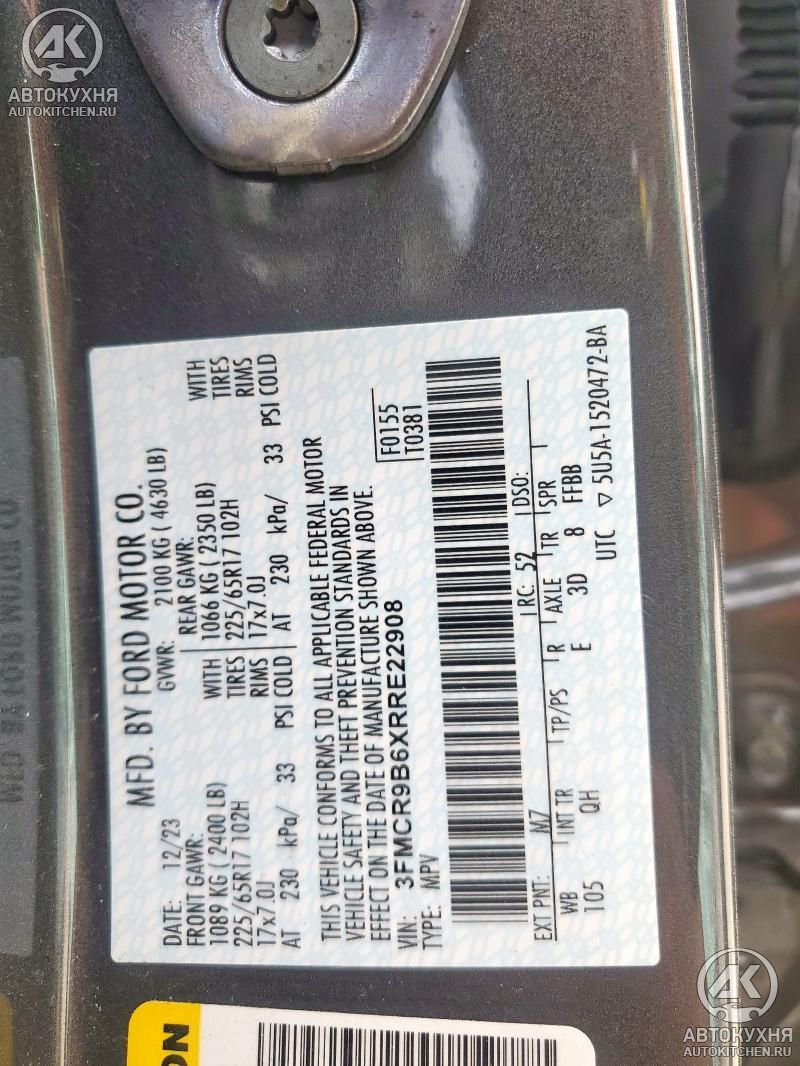 AK
АВТОКУХНЯ
AUTOKITCHEN.RU
MFD. BY FORD MOTOR CO.
DATE: 12/23 GVWR: 2100 KG ( 4630 LB)
FRONT GAWR: REAR GAWR:
1089 KG ( 2400 LB) WITH 1066 KG ( 2350 LB) WITH
225/65R17 102H TIRES 225/65R17 102H TIRES
17x7.0J RIMS 17x7.0J RIMS
AT 230 kPa/ 33 PSI COLD AT 230 kPa/ 33 PSI COLD
THIS VEHICLE CONFORMS TO ALL APPLICABLE FEDERAL MOTOR
VEHICLE SAFETY AND THEFT PREVENTION STANDARDS IN
EFFECT ON THE DATE OF MANUFACTURE SHOWN ABOVE.
VIN: 3FMCR9B6XRRE22908 F0155
TYPE: MPV T0381
EXT PNT: M7 RC: 52 DSO:
WB INT TR TP/PS R AXLE TR SPR
105 QH E 3D 8 FFBB
UTC ▽ 5U5A-1520472-BA
ON
AK
АВТОКУХНЯ
AUTOKITCHEN.RU